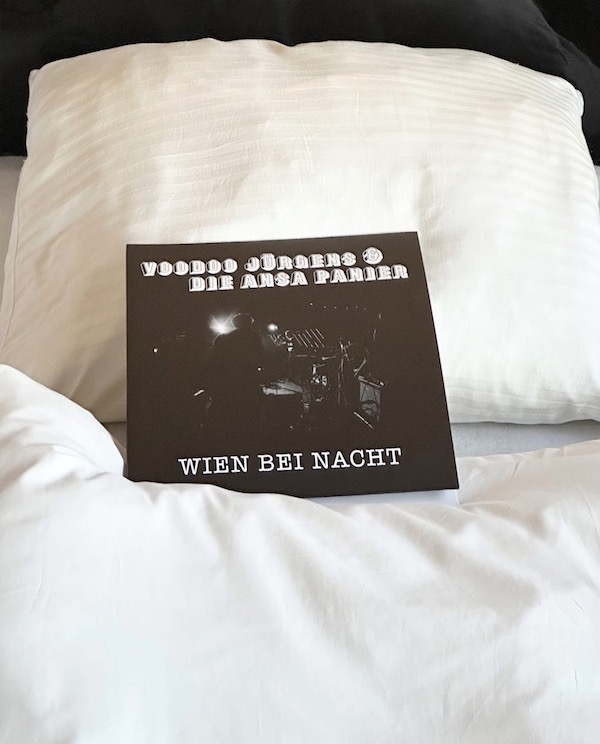 VOODOO JÜRGENS &
DIE ANSA PANIER
WIEN BEI NACHT